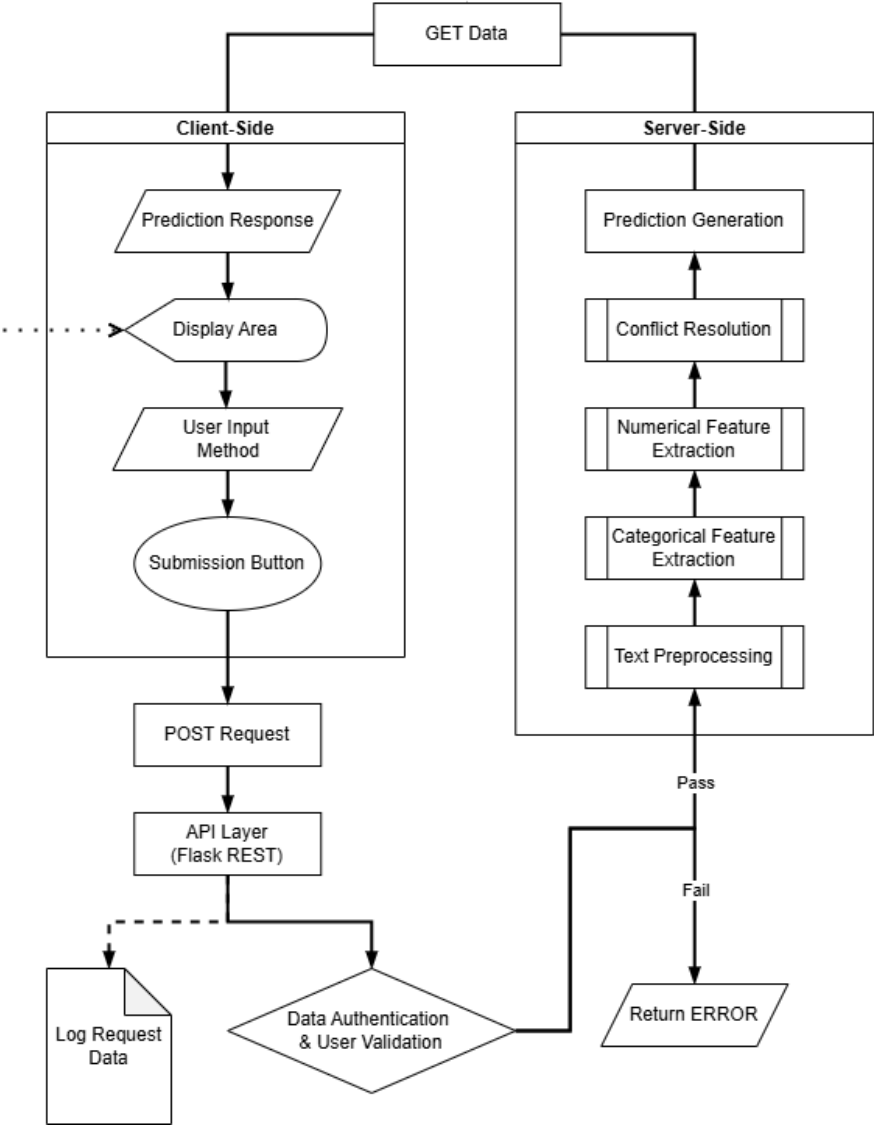 GET Data
Client-Side
Prediction Response
Display Area
User Input
Method
Submission Button
POST Request
API Layer
(Flask REST)
Log Request
Data
Data Authentication
& User Validation
Server-Side
Prediction Generation
Conflict Resolution
Numerical Feature
Extraction
Categorical Feature
Extraction
Text Preprocessing
Pass
Fail
Return ERROR